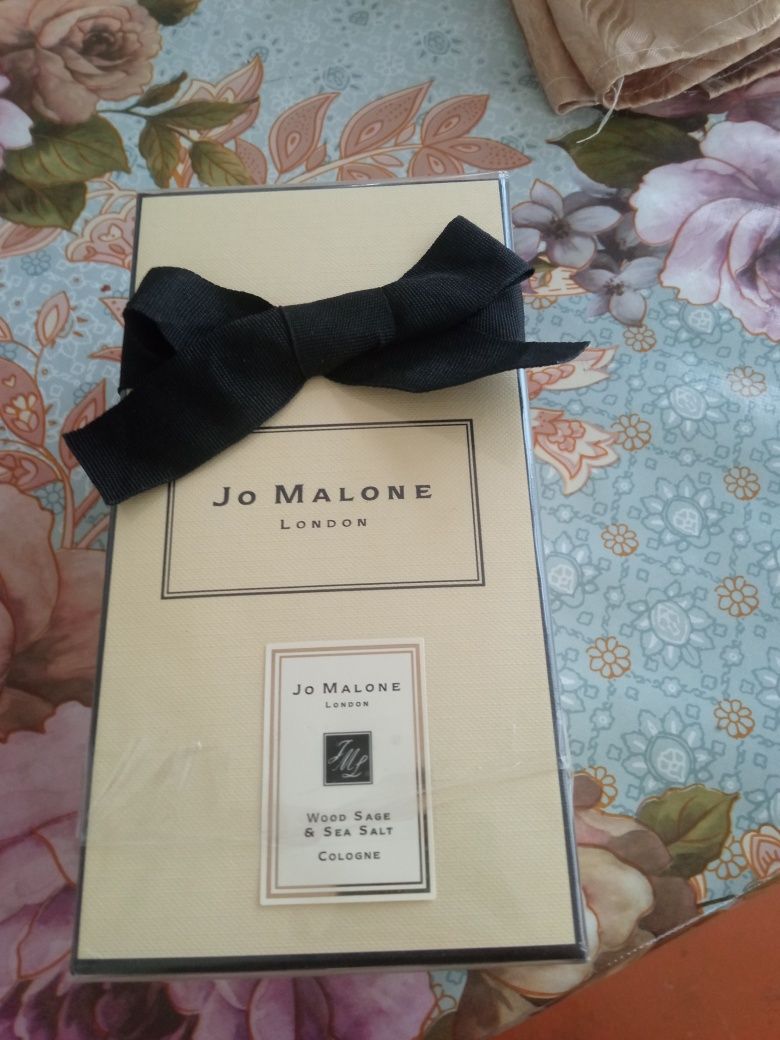 JO MALONE
LONDON
JO MALONE
LONDON
JML
WOOD SAGE
& SEA SALT
COLOGNE